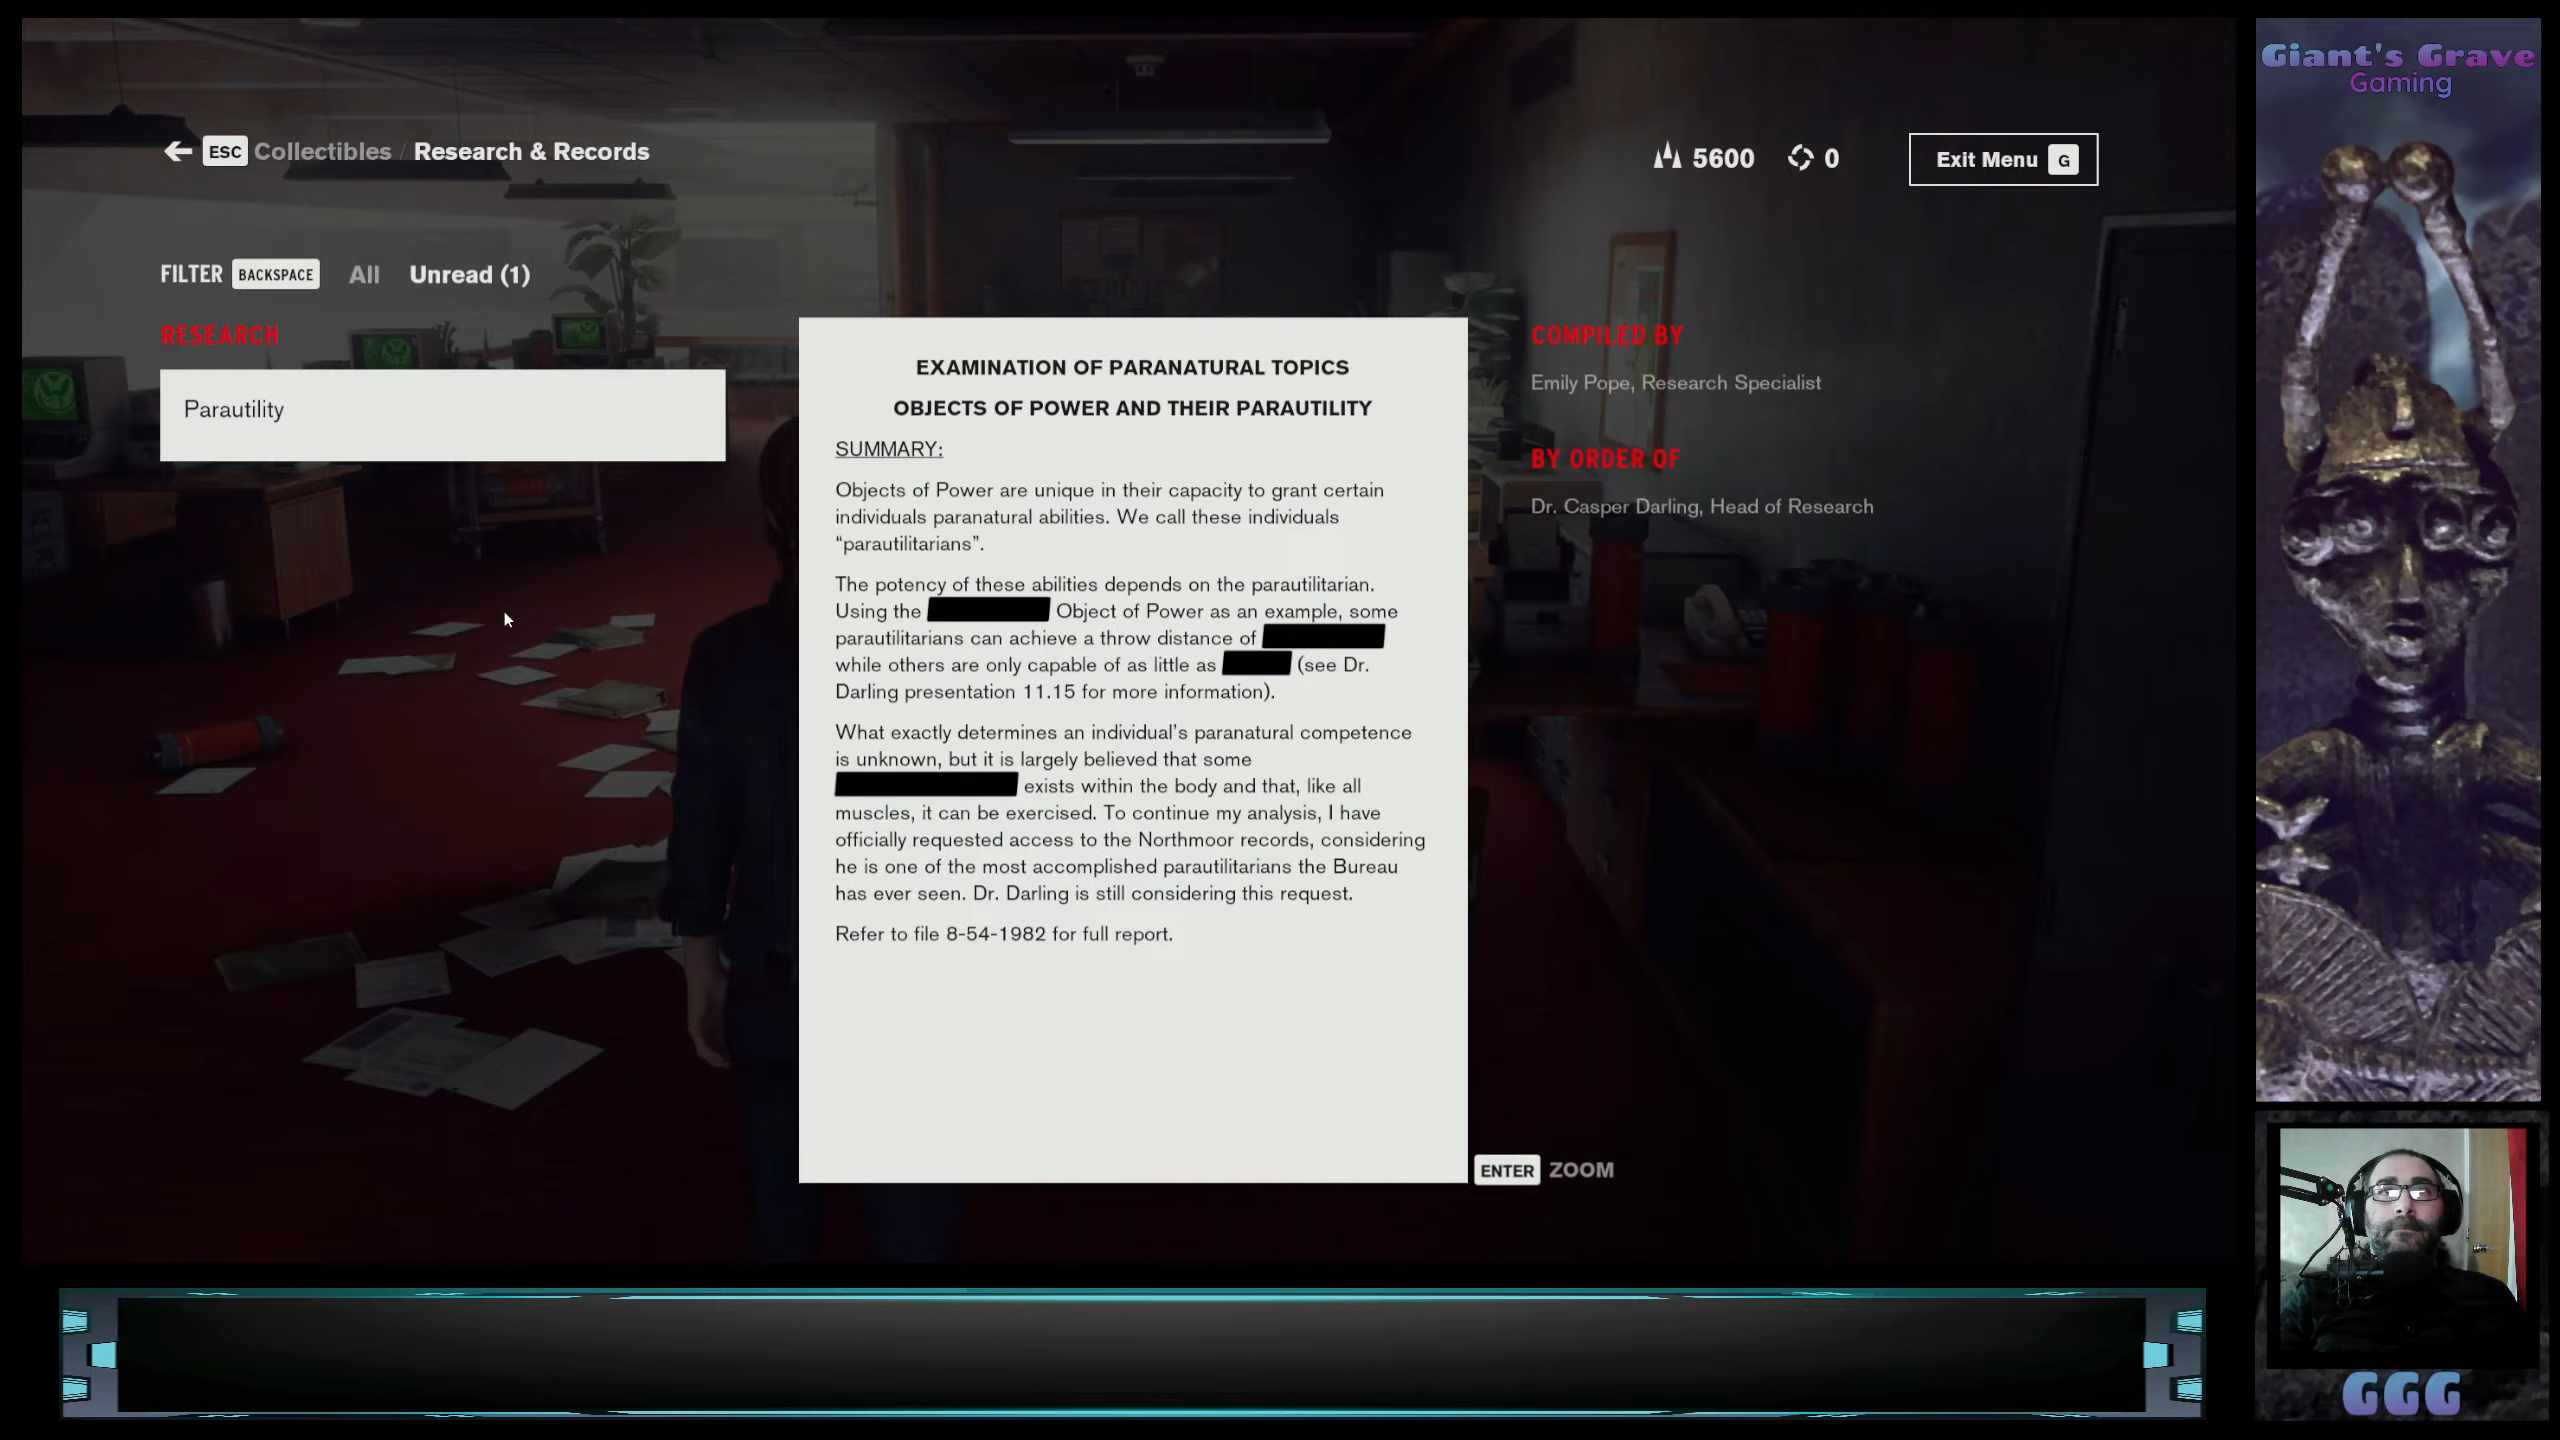 Giant's Grave
Gaming
ESC Collectibles / Research & Records
5600 0 Exit Menu G
FILTER BACKSPACE All Unread (1)
RESEARCH
Parautility
EXAMINATION OF PARANATURAL TOPICS
OBJECTS OF POWER AND THEIR PARAUTILITY
SUMMARY:
Objects of Power are unique in their capacity to grant certain
individuals paranatural abilities. We call these individuals
“parautilitarians”.
The potency of these abilities depends on the parautilitarian.
Using the Object of Power as an example, some
parautilitarians can achieve a throw distance of
while others are only capable of as little as (see Dr.
Darling presentation 11.15 for more information).
What exactly determines an individual's paranatural competence
is unknown, but it is largely believed that some
exists within the body and that, like all
muscles, it can be exercised. To continue my analysis, I have
officially requested access to the Northmoor records, considering
he is one of the most accomplished parautilitarians the Bureau
has ever seen. Dr. Darling is still considering this request.
Refer to file 8-54-1982 for full report.
COMPILED BY
Emily Pope, Research Specialist
BY ORDER OF
Dr. Casper Darling, Head of Research
ENTER ZOOM
GGG